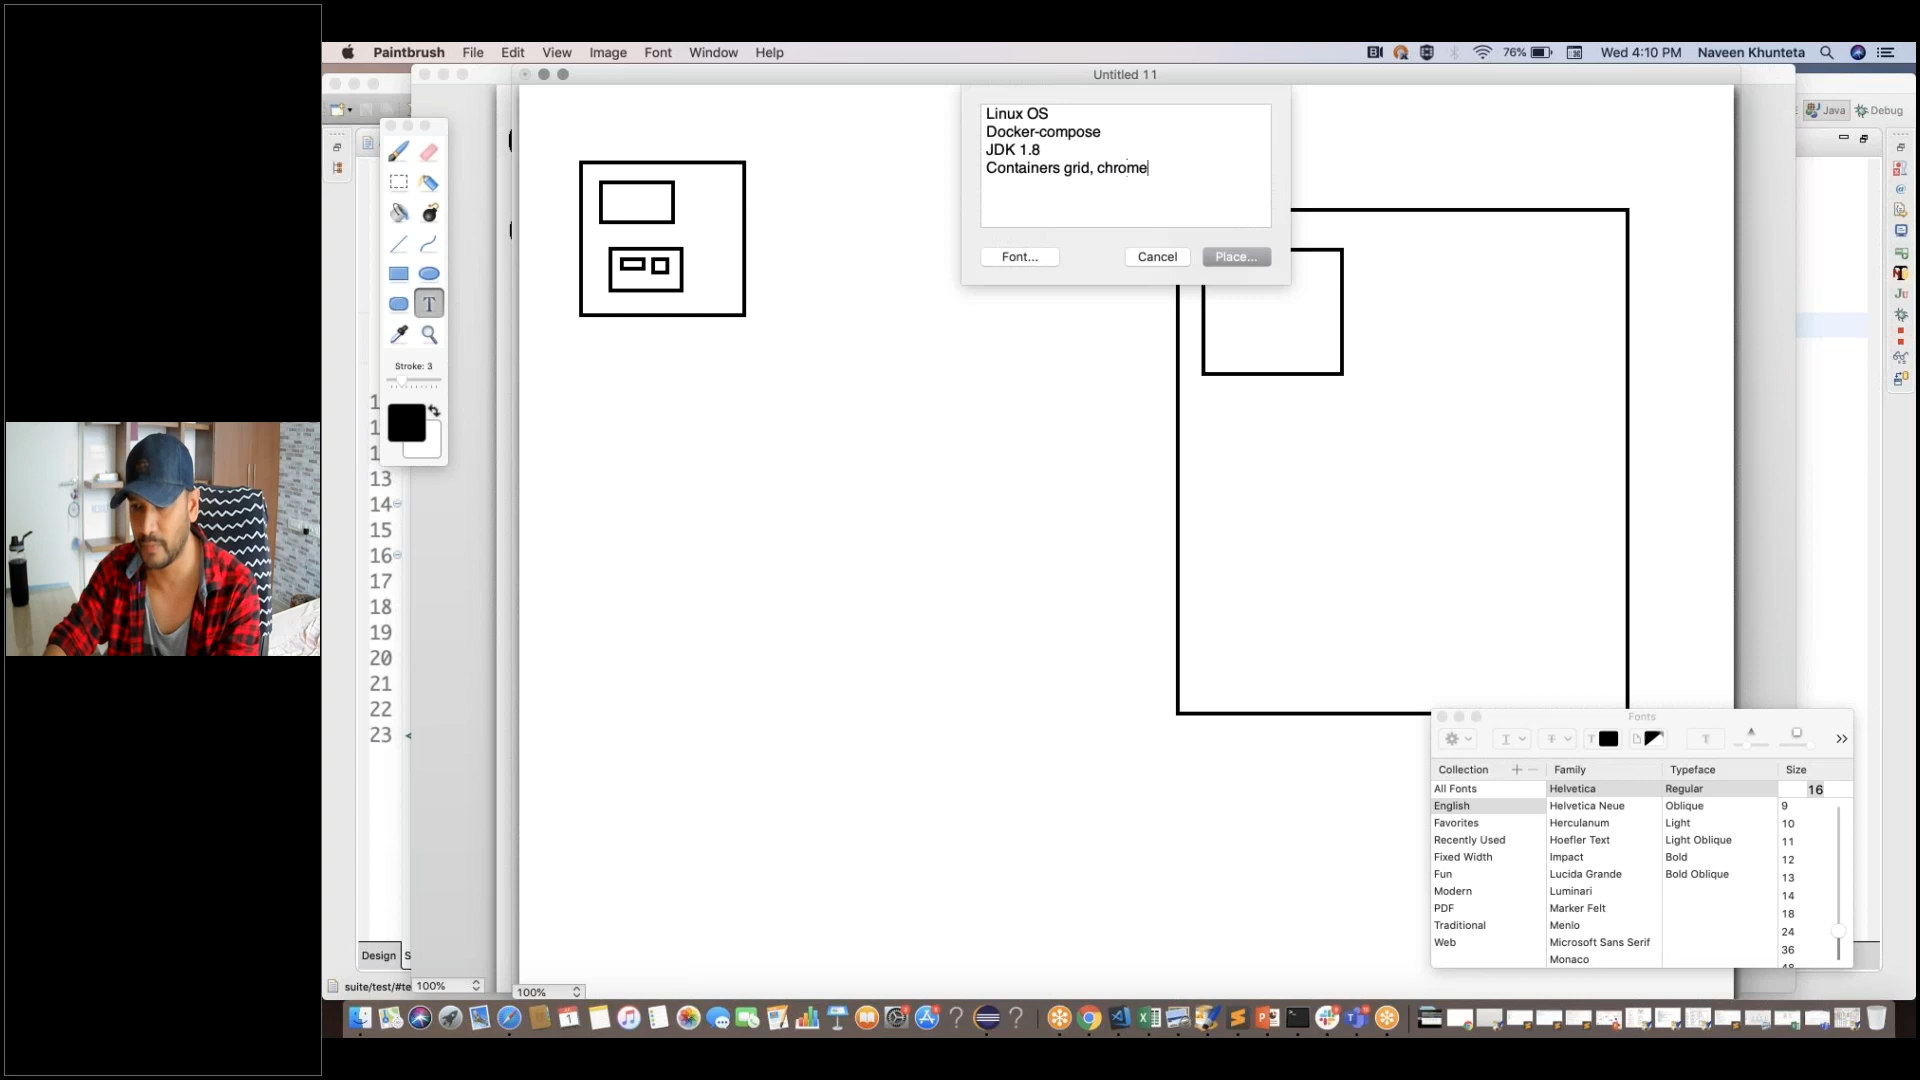 Paintbrush File Edit View Image Font Window Help
76% Wed 4:10 PM Naveen Khunteta
Untitled 11
Java Debug
Linux OS
Docker-compose
JDK 1.8
Containers grid, chrome
Font... Cancel Place...
T
Stroke: 3
1
1
1
13
14
15
16
17
18
19
20
21
22
23
Fonts
Collection Family Typeface Size
All Fonts Helvetica Regular 16
English Helvetica Neue Oblique 9
Favorites Herculanum Light 10
Recently Used Hoefler Text Light Oblique 11
Fixed Width Impact Bold 12
Fun Lucida Grande Bold Oblique 13
Modern Luminari 14
PDF Marker Felt 18
Traditional Menlo 24
Web Microsoft Sans Serif 36
Monaco 48
Design S
suite/test/#te 100%
100%